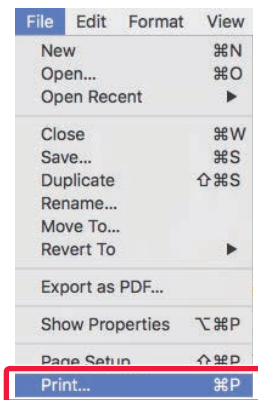 File Edit Format View
New ⌘N
Open... ⌘O
Open Recent ▶
Close ⌘W
Save... ⌘S
Duplicate ⇧⌘S
Rename...
Move To...
Revert To ▶
Export as PDF...
Show Properties ⌥⌘P
Page Setup ⇧⌘P
Print... ⌘P